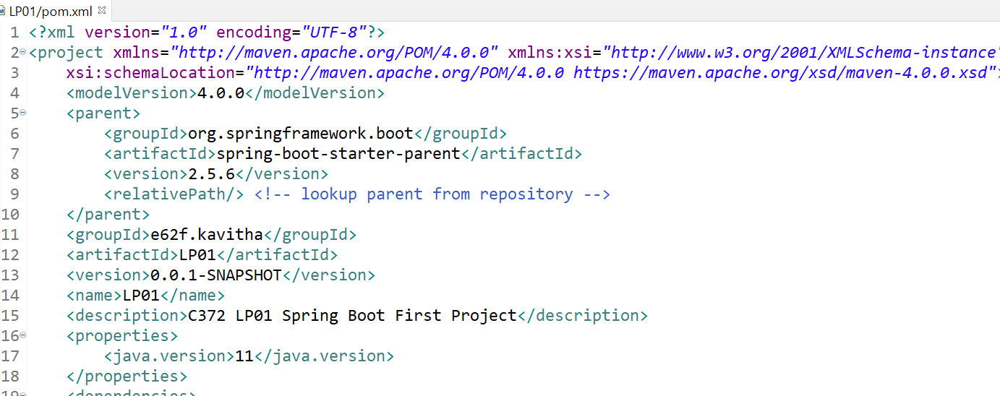 LP01/pom.xml
1 <?xml version="1.0" encoding="UTF-8"?>
2 <project xmlns="http://maven.apache.org/POM/4.0.0" xmlns:xsi="http://www.w3.org/2001/XMLSchema-instance"
3 xsi:schemaLocation="http://maven.apache.org/POM/4.0.0 https://maven.apache.org/xsd/maven-4.0.0.xsd">
4 <modelVersion>4.0.0</modelVersion>
5 <parent>
6 <groupId>org.springframework.boot</groupId>
7 <artifactId>spring-boot-starter-parent</artifactId>
8 <version>2.5.6</version>
9 <relativePath/> <!-- lookup parent from repository -->
10 </parent>
11 <groupId>e62f.kavitha</groupId>
12 <artifactId>LP01</artifactId>
13 <version>0.0.1-SNAPSHOT</version>
14 <name>LP01</name>
15 <description>C372 LP01 Spring Boot First Project</description>
16 <properties>
17 <java.version>11</java.version>
18 </properties>
19 <dependencies>